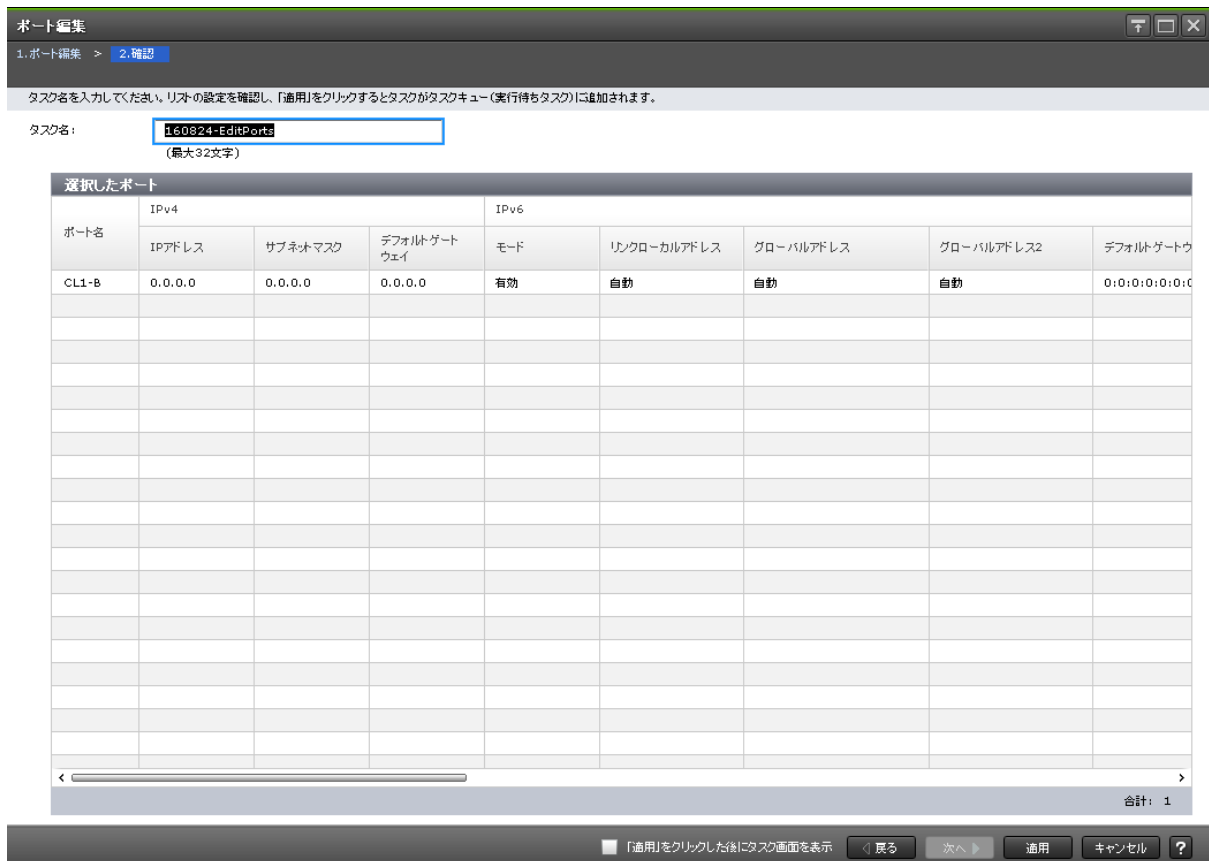 ポート編集
1.ポート編集 > 2.確認
タスク名を入力してください。リストの設定を確認し、「適用」をクリックするとタスクがタスクキュー(実行待ちタスク)に追加されます。
タスク名: 160824-EditPorts
(最大32文字)
選択したポート
ポート名 IPv4 IPv6
IPアドレス サブネットマスク デフォルトゲート
ウェイ モード リンクローカルアドレス グローバルアドレス グローバルアドレス2 デフォルトゲートウ
CL1-B 0.0.0.0 0.0.0.0 0.0.0.0 有効 自動 自動 自動 0:0:0:0:0:0:0
合計: 1
「適用」をクリックした後にタスク画面を表示 戻る 次へ 適用 キャンセル ?